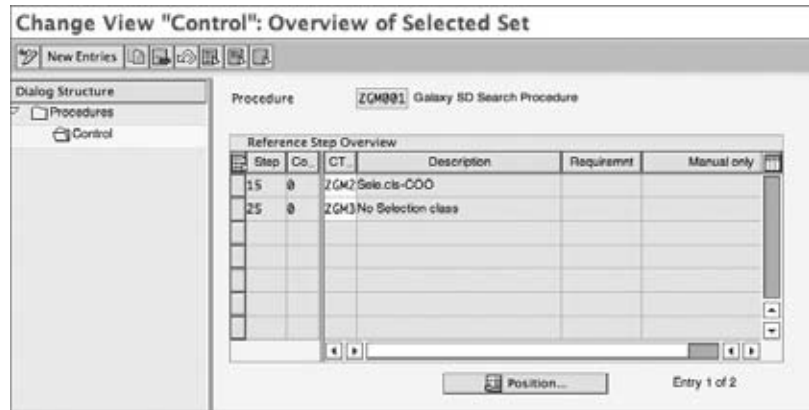 Change View "Control": Overview of Selected Set
New Entries
Dialog Structure
Procedures
Control
Procedure ZGM001 Galaxy SD Search Procedure
Reference Step Overview
Step Co.. CT.. Description Requiremnt Manual only
15 0 ZGM2 Sele.cls-COO
25 0 ZGM3 No Selection class
Position...
Entry 1 of 2